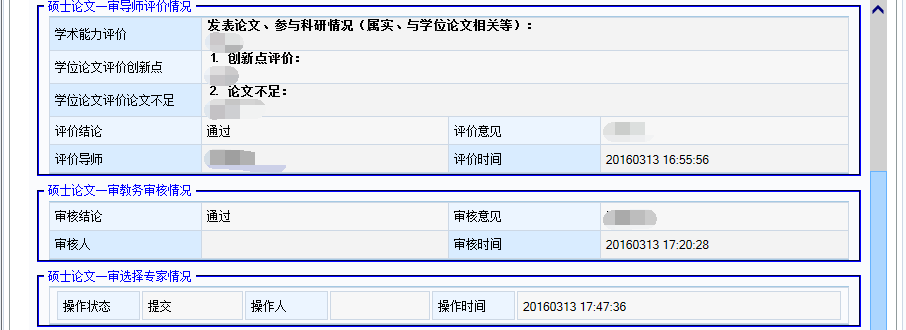 硕士论文一审导师评价情况
学术能力评价 发表论文、参与科研情况（属实、与学位论文相关等）：
学位论文评价创新点 1. 创新点评价：
学位论文评价论文不足 2. 论文不足：
评价结论 通过 评价意见
评价导师 评价时间 20160313 16:55:56
硕士论文一审教务审核情况
审核结论 通过 审核意见
审核人 审核时间 20160313 17:20:28
硕士论文一审选择专家情况
操作状态 提交 操作人 操作时间 20160313 17:47:36